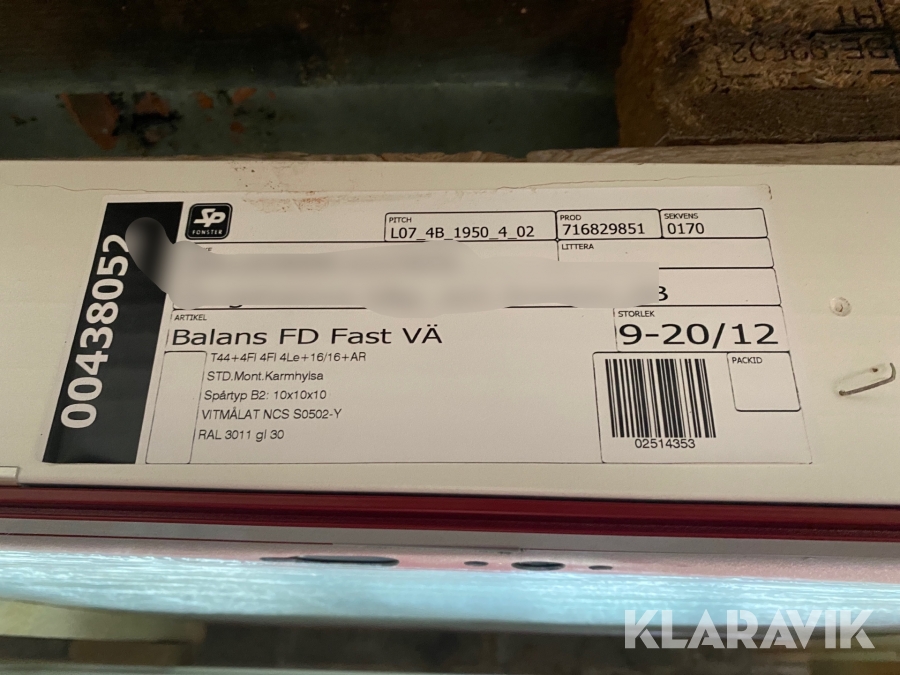 SP
FÖNSTER
PITCH
L07_4B_1950_4_02
PROD
716829851
SEKVENS
0170
LITTERA
B
00438052
ARTIKEL
Balans FD Fast VÄ
STORLEK
9-20/12
T44+4Fl 4Fl 4Le+16/16+AR
STD.Mont.Karmhylsa
Spårtyp B2: 10x10x10
VITMÅLAT NCS S0502-Y
RAL 3011 gl 30
PACKID
02514353
KLARAVIK